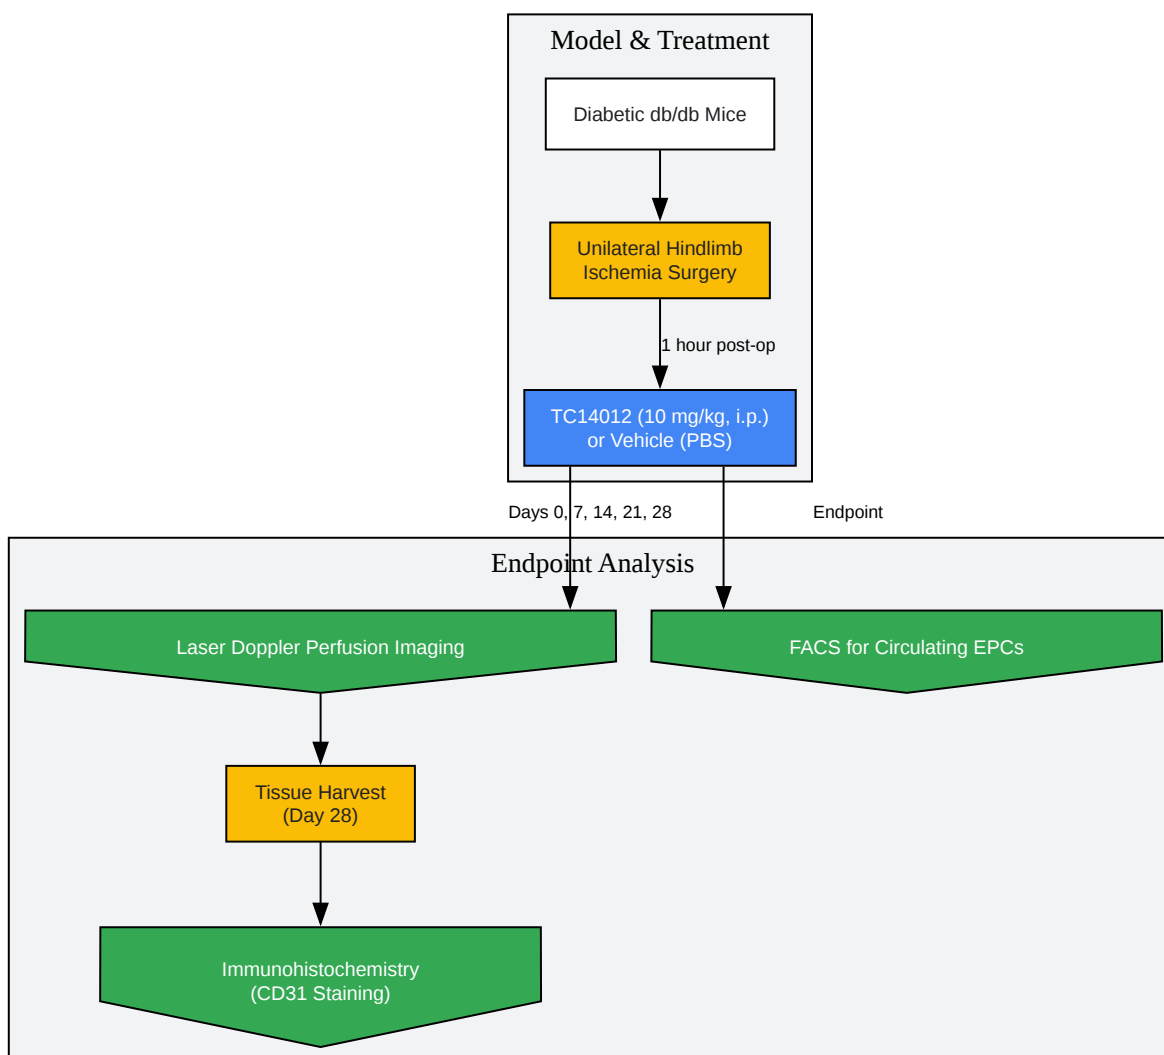 Model & Treatment
Diabetic db/db Mice
Unilateral Hindlimb
Ischemia Surgery
1 hour post-op
TC14012 (10 mg/kg, i.p.)
or Vehicle (PBS)
Days 0, 7, 14, 21, 28
Endpoint
Endpoint Analysis
Laser Doppler Perfusion Imaging
FACS for Circulating EPCs
Tissue Harvest
(Day 28)
Immunohistochemistry
(CD31 Staining)